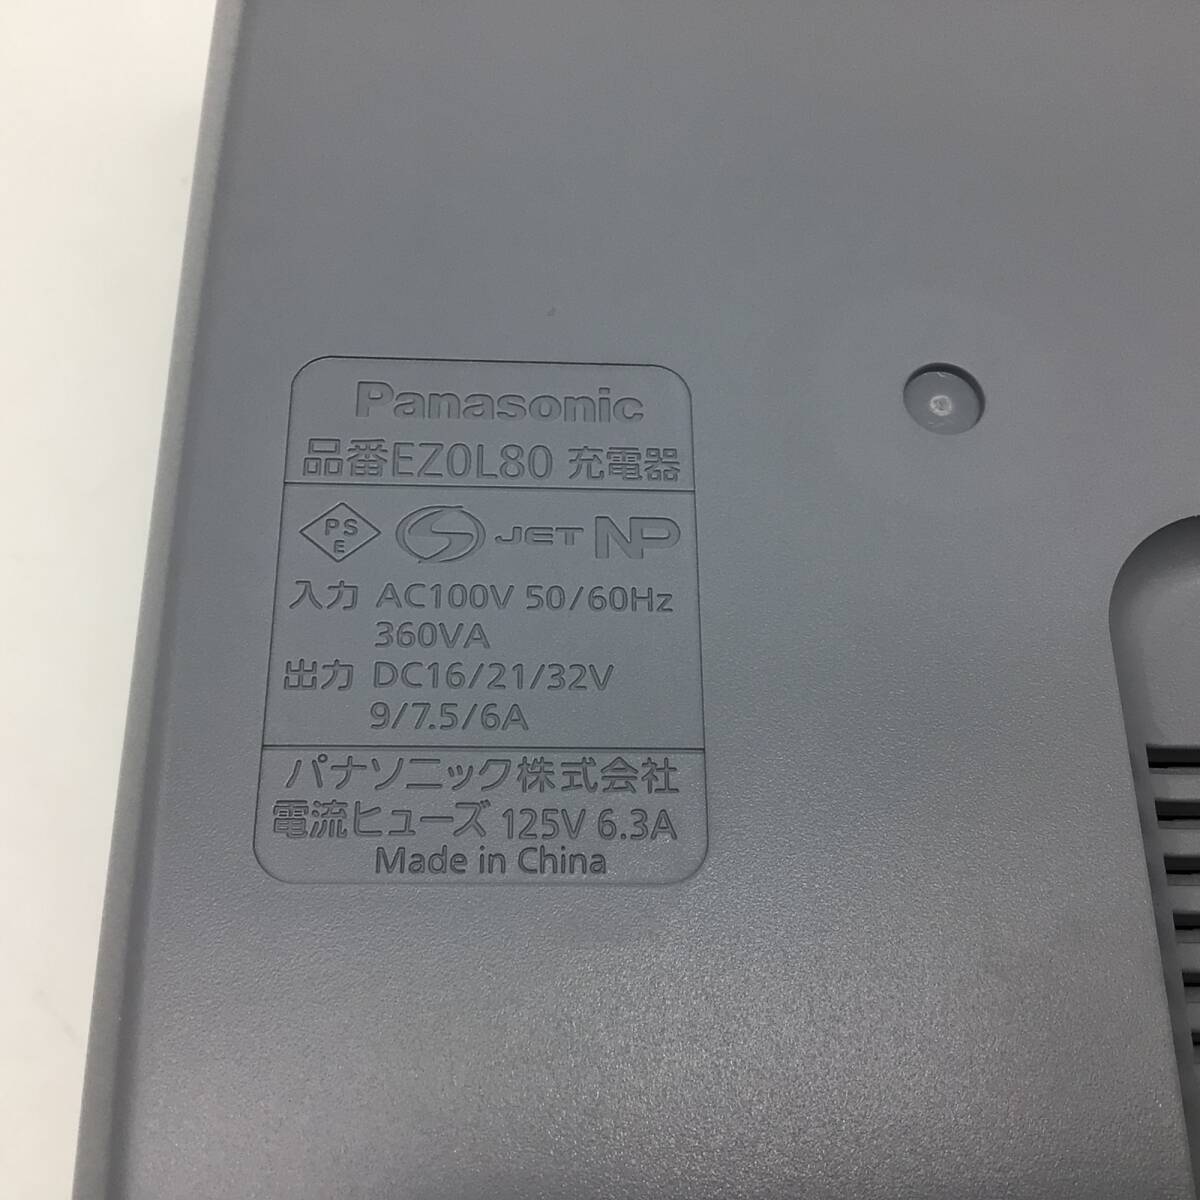 Panasonic
品番EZ0L80 充電器
PS E JET NP
入力 AC100V 50/60Hz
360VA
出力 DC16/21/32V
9/7.5/6A
パナソニック株式会社
電流ヒューズ 125V 6.3A
Made in China